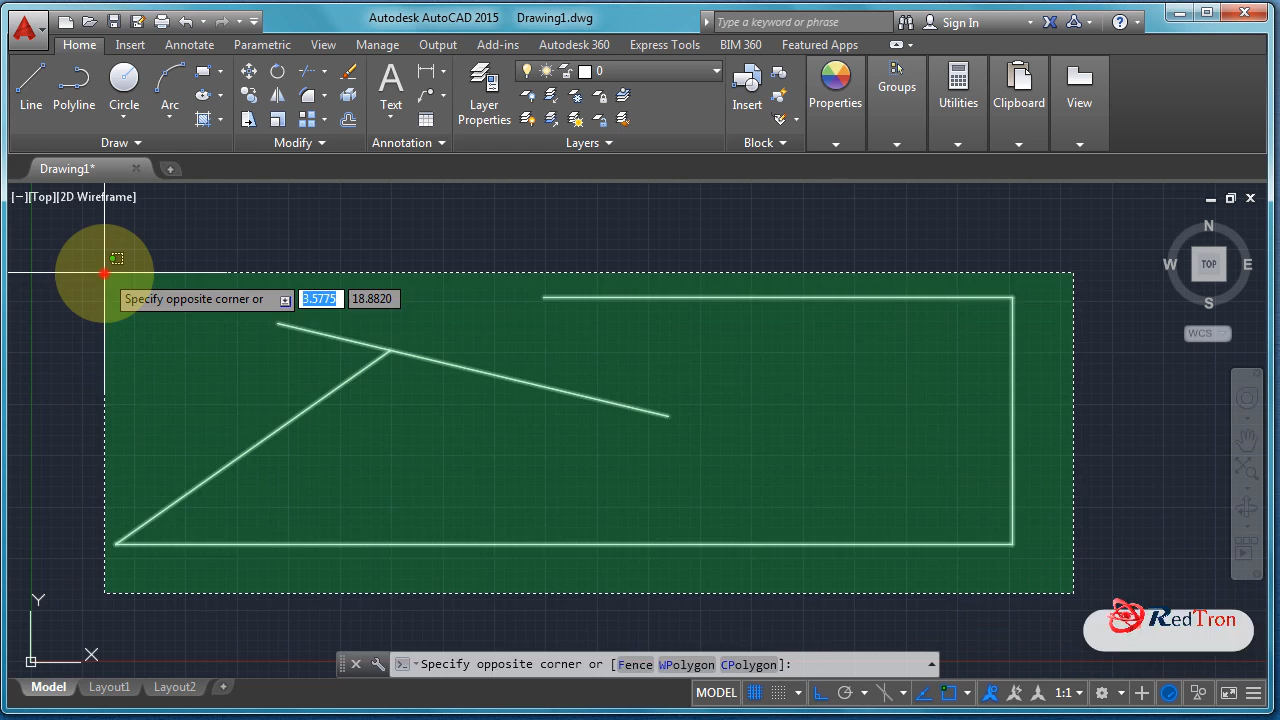 Autodesk AutoCAD 2015 Drawing1.dwg
Type a keyword or phrase
Sign In
Home Insert Annotate Parametric View Manage Output Add-ins Autodesk 360 Express Tools BIM 360 Featured Apps
0
Line Polyline Circle Arc
Text
Layer
Properties
Insert
Properties
Groups
Utilities
Clipboard
View
Draw Modify Annotation Layers Block
Drawing1*
[−][Top][2D Wireframe]
N
W TOP E
S
WCS
Specify opposite corner or 3.5775 18.8820
Y
X
RedTron
Specify opposite corner or [Fence WPolygon CPolygon]:
Model Layout1 Layout2
MODEL 1:1